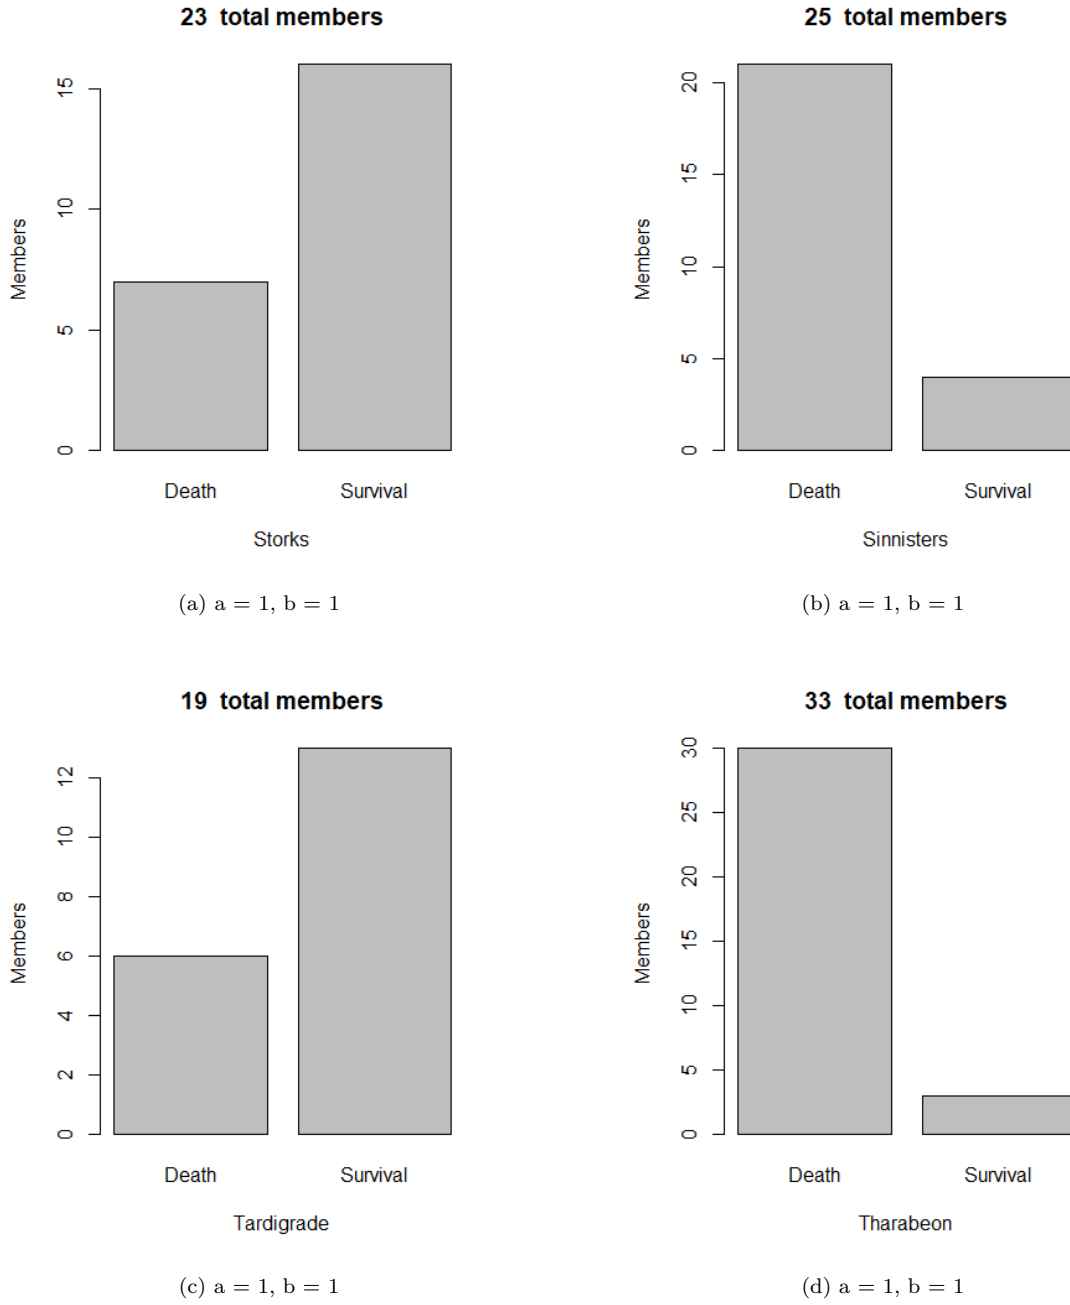 23 total members
15
10
5
0
Members
Death Survival
Storks
(a) a = 1, b = 1
25 total members
20
15
10
5
0
Members
Death Survival
Sinnisters
(b) a = 1, b = 1
19 total members
12
10
8
6
4
2
0
Members
Death Survival
Tardigrade
(c) a = 1, b = 1
33 total members
30
25
20
15
10
5
0
Members
Death Survival
Tharabeon
(d) a = 1, b = 1